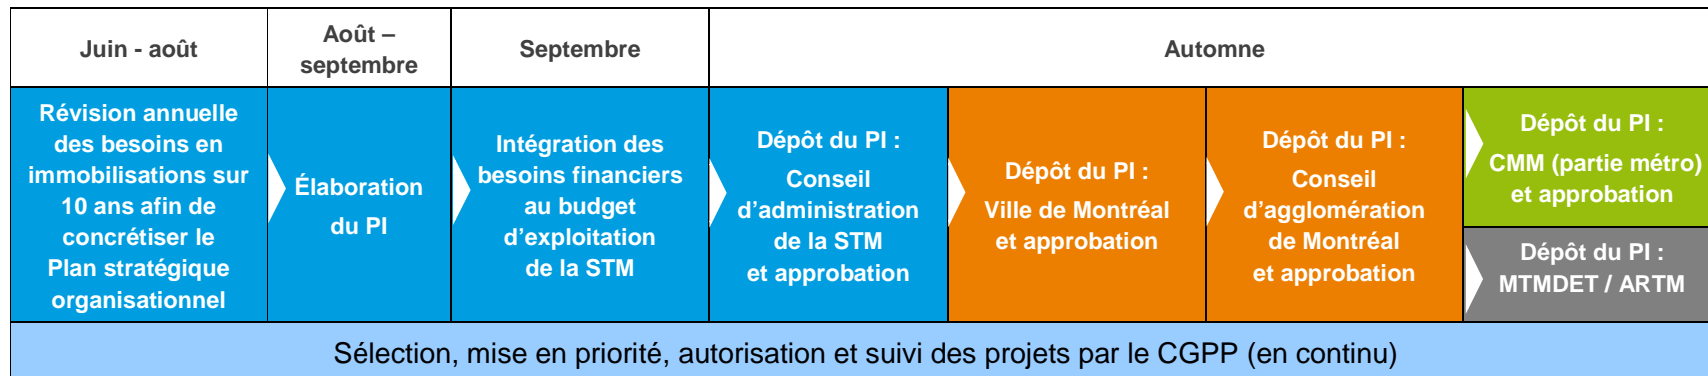 Juin - août
Août –
septembre
Septembre
Automne
Révision annuelle
des besoins en
immobilisations sur
10 ans afin de
concrétiser le
Plan stratégique
organisationnel
Élaboration
du PI
Intégration des
besoins financiers
au budget
d’exploitation
de la STM
Dépôt du PI :
Conseil
d’administration
de la STM
et approbation
Dépôt du PI :
Ville de Montréal
et approbation
Dépôt du PI :
Conseil
d’agglomération
de Montréal
et approbation
Dépôt du PI :
CMM (partie métro)
et approbation
Dépôt du PI :
MTMDET / ARTM
Sélection, mise en priorité, autorisation et suivi des projets par le CGPP (en continu)